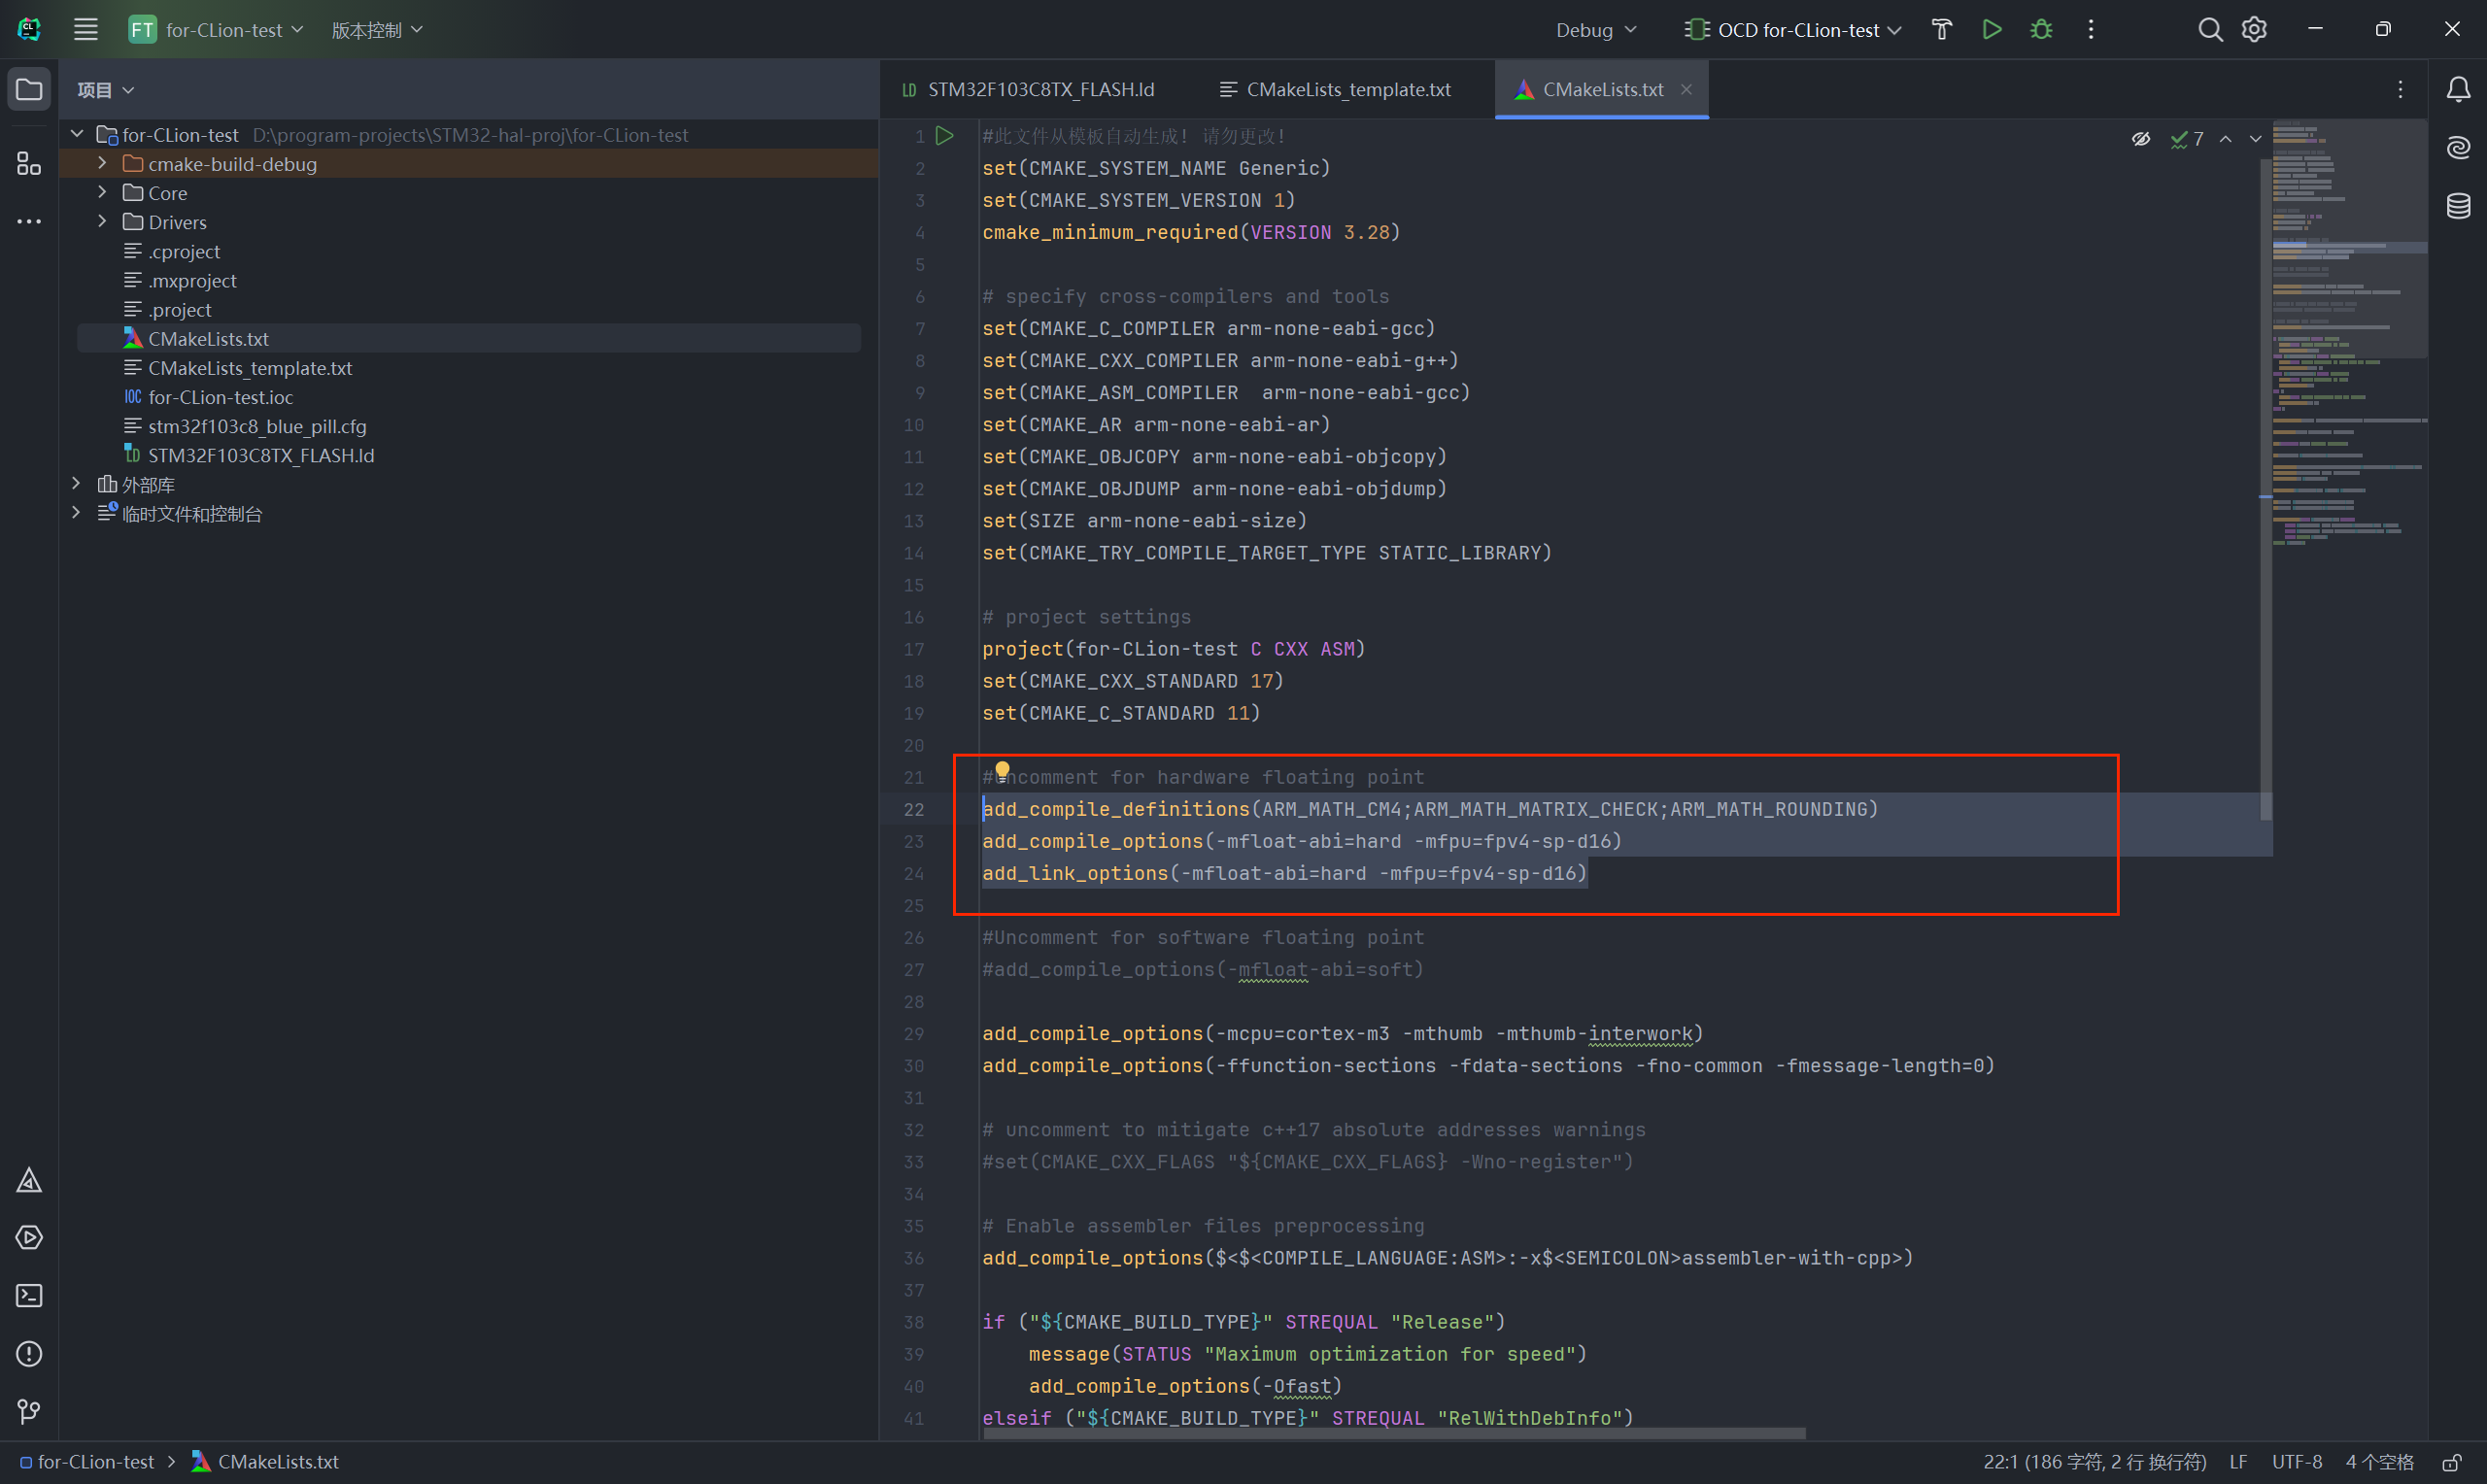 FT for-CLion-test 版本控制 Debug OCD for-CLion-test
项目
for-CLion-test D:\program-projects\STM32-hal-proj\for-CLion-test
cmake-build-debug
Core
Drivers
.cproject
.mxproject
.project
CMakeLists.txt
CMakeLists_template.txt
IOC for-CLion-test.ioc
stm32f103c8_blue_pill.cfg
LD STM32F103C8TX_FLASH.ld
外部库
临时文件和控制台
LD STM32F103C8TX_FLASH.ld CMakeLists_template.txt CMakeLists.txt
7
1 #此文件从模板自动生成! 请勿更改!
2 set(CMAKE_SYSTEM_NAME Generic)
3 set(CMAKE_SYSTEM_VERSION 1)
4 cmake_minimum_required(VERSION 3.28)
5
6 # specify cross-compilers and tools
7 set(CMAKE_C_COMPILER arm-none-eabi-gcc)
8 set(CMAKE_CXX_COMPILER arm-none-eabi-g++)
9 set(CMAKE_ASM_COMPILER  arm-none-eabi-gcc)
10 set(CMAKE_AR arm-none-eabi-ar)
11 set(CMAKE_OBJCOPY arm-none-eabi-objcopy)
12 set(CMAKE_OBJDUMP arm-none-eabi-objdump)
13 set(SIZE arm-none-eabi-size)
14 set(CMAKE_TRY_COMPILE_TARGET_TYPE STATIC_LIBRARY)
15
16 # project settings
17 project(for-CLion-test C CXX ASM)
18 set(CMAKE_CXX_STANDARD 17)
19 set(CMAKE_C_STANDARD 11)
20
21 #Uncomment for hardware floating point
22 add_compile_definitions(ARM_MATH_CM4;ARM_MATH_MATRIX_CHECK;ARM_MATH_ROUNDING)
23 add_compile_options(-mfloat-abi=hard -mfpu=fpv4-sp-d16)
24 add_link_options(-mfloat-abi=hard -mfpu=fpv4-sp-d16)
25
26 #Uncomment for software floating point
27 #add_compile_options(-mfloat-abi=soft)
28
29 add_compile_options(-mcpu=cortex-m3 -mthumb -mthumb-interwork)
30 add_compile_options(-ffunction-sections -fdata-sections -fno-common -fmessage-length=0)
31
32 # uncomment to mitigate c++17 absolute addresses warnings
33 #set(CMAKE_CXX_FLAGS "${CMAKE_CXX_FLAGS} -Wno-register")
34
35 # Enable assembler files preprocessing
36 add_compile_options($<$<COMPILE_LANGUAGE:ASM>:-x$<SEMICOLON>assembler-with-cpp>)
37
38 if ("${CMAKE_BUILD_TYPE}" STREQUAL "Release")
39     message(STATUS "Maximum optimization for speed")
40     add_compile_options(-Ofast)
41 elseif ("${CMAKE_BUILD_TYPE}" STREQUAL "RelWithDebInfo")
for-CLion-test > CMakeLists.txt 22:1 (186 字符, 2 行 换行符) LF UTF-8 4 个空格